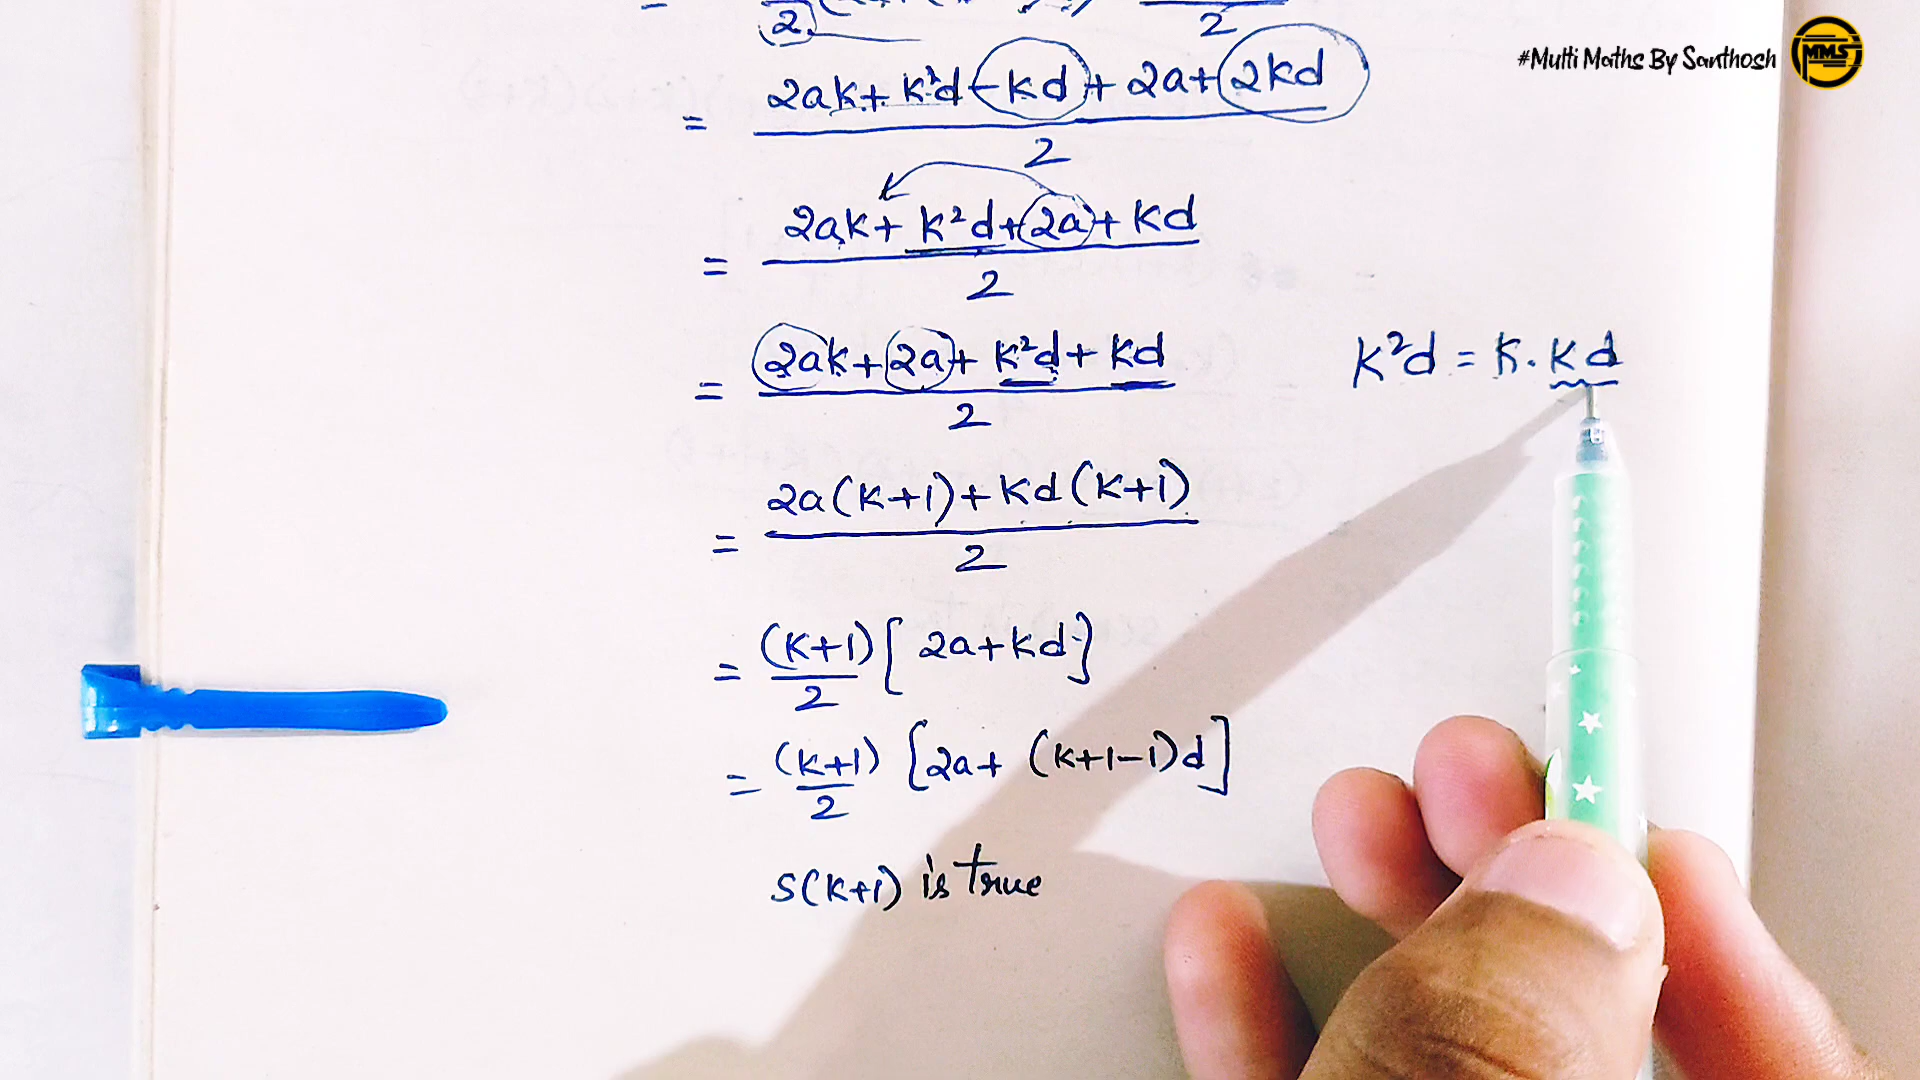 #Multi Maths By Santhosh
MMS
2
2
= 2ak+k²d-kd+2a+2kd
2
= 2ak+k²d+2a+kd
2
= 2ak+2a+k²d+kd
2
k²d = k.kd
= 2a(k+1)+kd(k+1)
2
= (k+1)[2a+kd]
2
= (k+1) [2a+(k+1-1)d]
2
S(k+1) is true